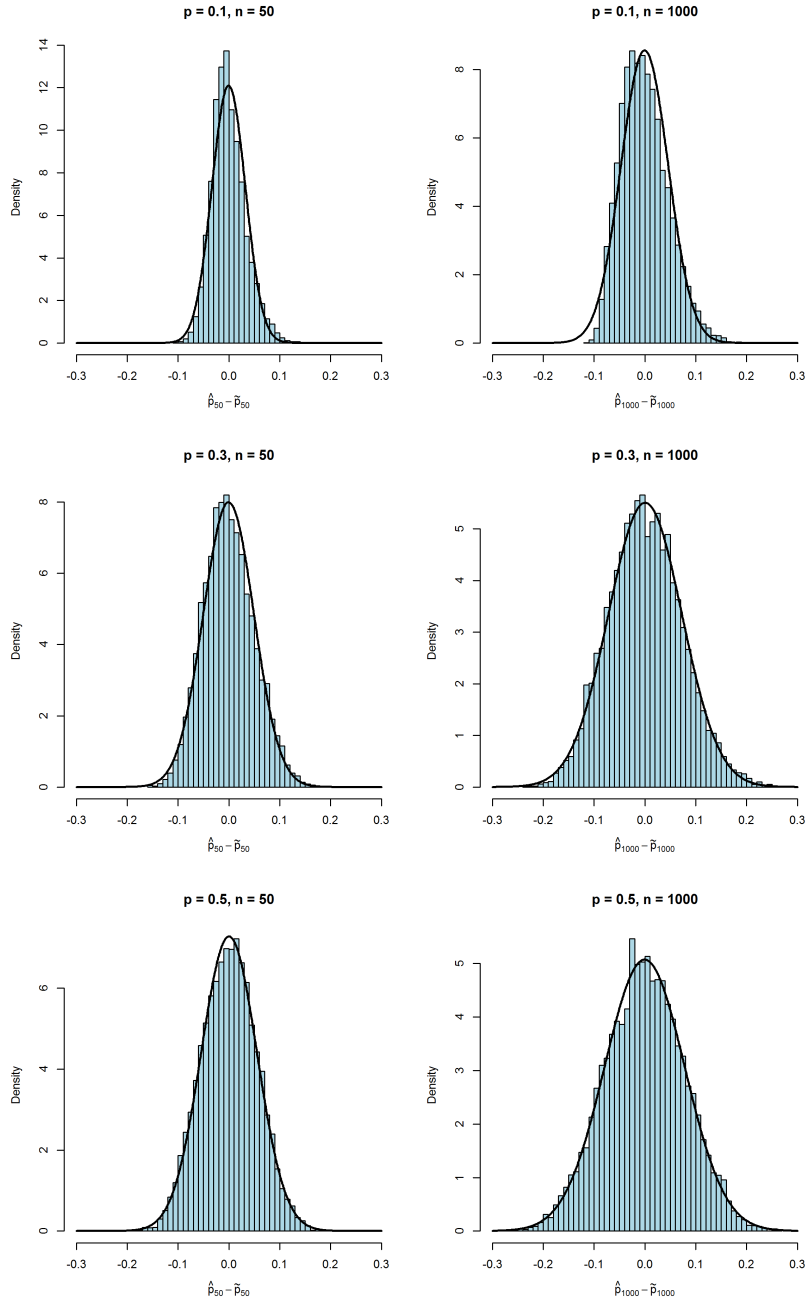 p = 0.1, n = 50
14
12
10
8
6
4
2
0
Density
-0.3 -0.2 -0.1 0.0 0.1 0.2 0.3
p̂₅₀ − p̃₅₀
p = 0.1, n = 1000
8
6
4
2
0
Density
-0.3 -0.2 -0.1 0.0 0.1 0.2 0.3
p̂₁₀₀₀ − p̃₁₀₀₀
p = 0.3, n = 50
8
6
4
2
0
Density
-0.3 -0.2 -0.1 0.0 0.1 0.2 0.3
p̂₅₀ − p̃₅₀
p = 0.3, n = 1000
5
4
3
2
1
0
Density
-0.3 -0.2 -0.1 0.0 0.1 0.2 0.3
p̂₁₀₀₀ − p̃₁₀₀₀
p = 0.5, n = 50
6
4
2
0
Density
-0.3 -0.2 -0.1 0.0 0.1 0.2 0.3
p̂₅₀ − p̃₅₀
p = 0.5, n = 1000
5
4
3
2
1
0
Density
-0.3 -0.2 -0.1 0.0 0.1 0.2 0.3
p̂₁₀₀₀ − p̃₁₀₀₀